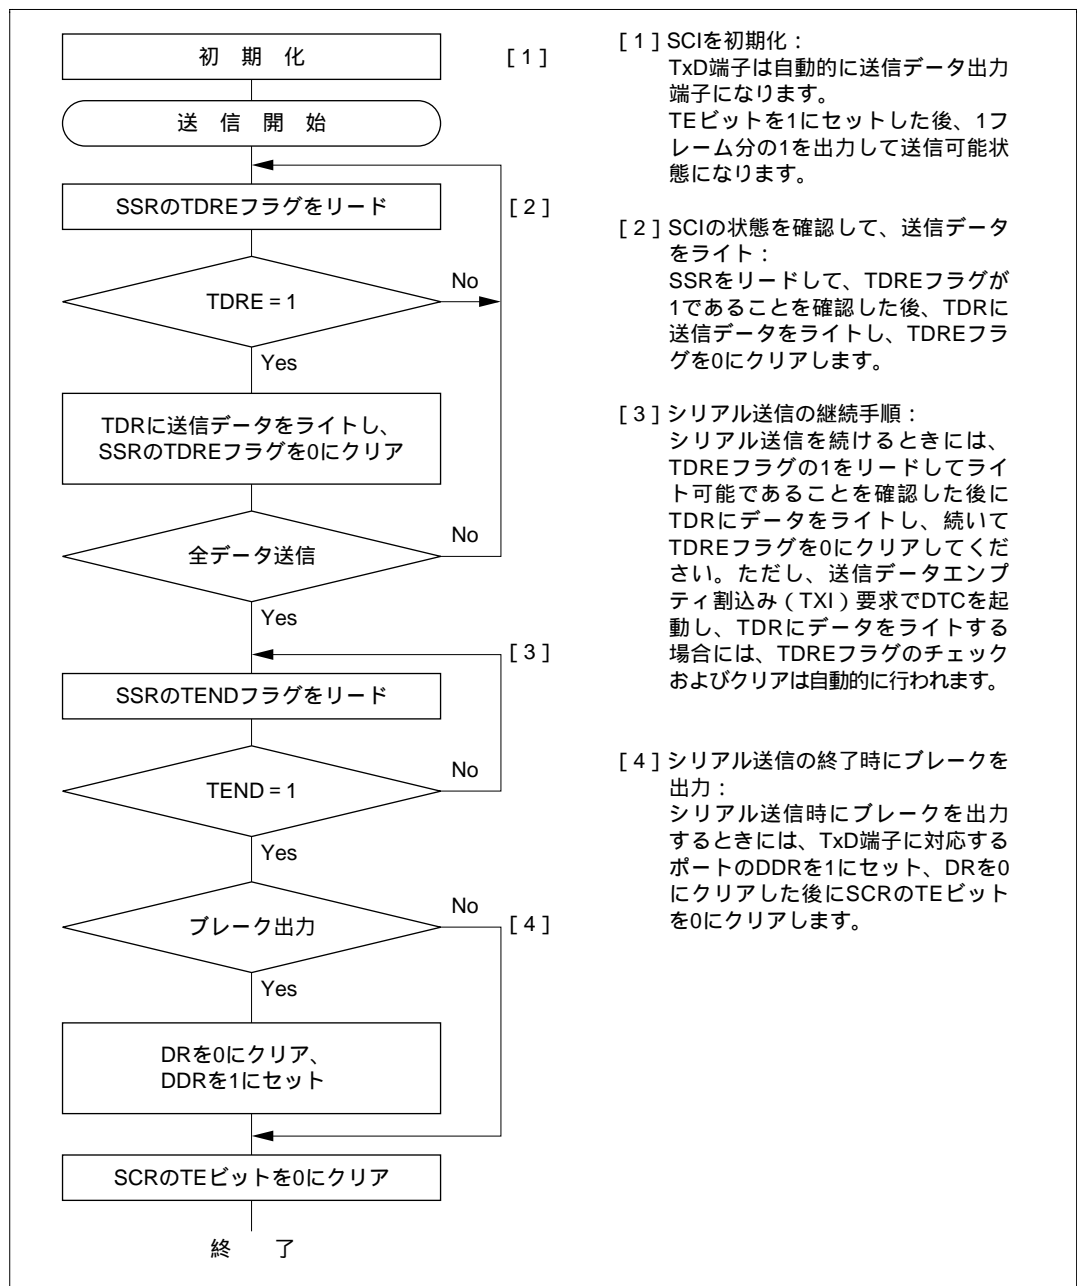 初 期 化
[1]
送 信 開 始
SSRのTDREフラグをリード
[2]
TDRE = 1
No
Yes
TDRに送信データをライトし、
SSRのTDREフラグを0にクリア
全データ送信
No
Yes
[3]
SSRのTENDフラグをリード
TEND = 1
No
Yes
ブレーク出力
No
[4]
Yes
DRを0にクリア、
DDRを1にセット
SCRのTEビットを0にクリア
終 了
[1] SCIを初期化：
TxD端子は自動的に送信データ出力
端子になります。
TEビットを1にセットした後、1フ
レーム分の1を出力して送信可能状
態になります。
[2] SCIの状態を確認して、送信データ
をライト：
SSRをリードして、TDREフラグが
1であることを確認した後、TDRに
送信データをライトし、TDREフラ
グを0にクリアします。
[3] シリアル送信の継続手順：
シリアル送信を続けるときには、
TDREフラグの1をリードしてライ
ト可能であることを確認した後に
TDRにデータをライトし、続いて
TDREフラグを0にクリアしてくだ
さい。ただし、送信データエンプ
ティ割込み（TXI）要求でDTCを起
動し、TDRにデータをライトする
場合には、TDREフラグのチェック
およびクリアは自動的に行われます。
[4] シリアル送信の終了時にブレークを
出力：
シリアル送信時にブレークを出力
するときには、TxD端子に対応する
ポートのDDRを1にセット、DRを0
にクリアした後にSCRのTEビット
を0にクリアします。